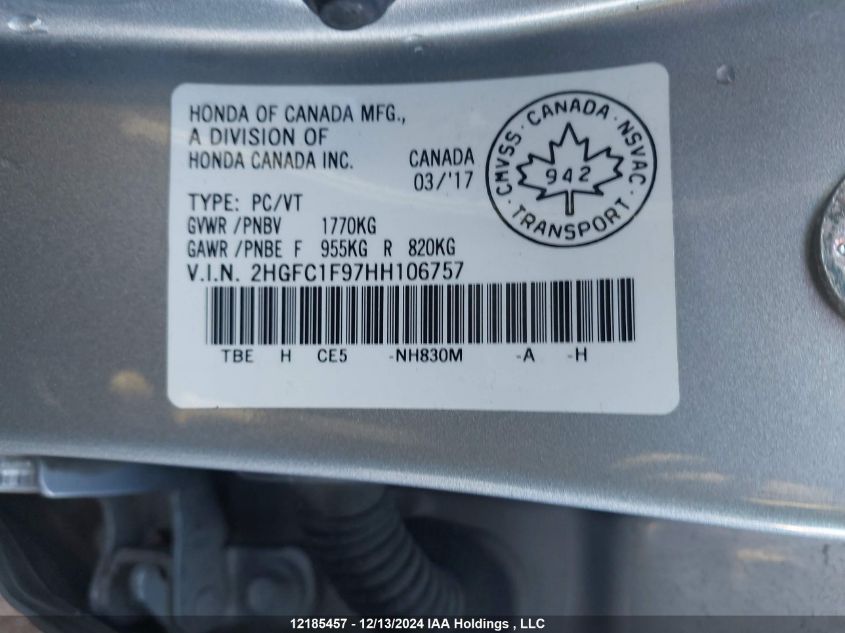 HONDA OF CANADA MFG.,
A DIVISION OF
HONDA CANADA INC.
CANADA
03/'17
TYPE: PC/VT
GVWR /PNBV 1770KG
GAWR /PNBE F 955KG R 820KG
V.I.N. 2HGFC1F97HH106757
TBE H CE5 -NH830M -A -H
CMVSS · CANADA · NSVAC ·
942
TRANSPORT
12185457 - 12/13/2024 IAA Holdings , LLC